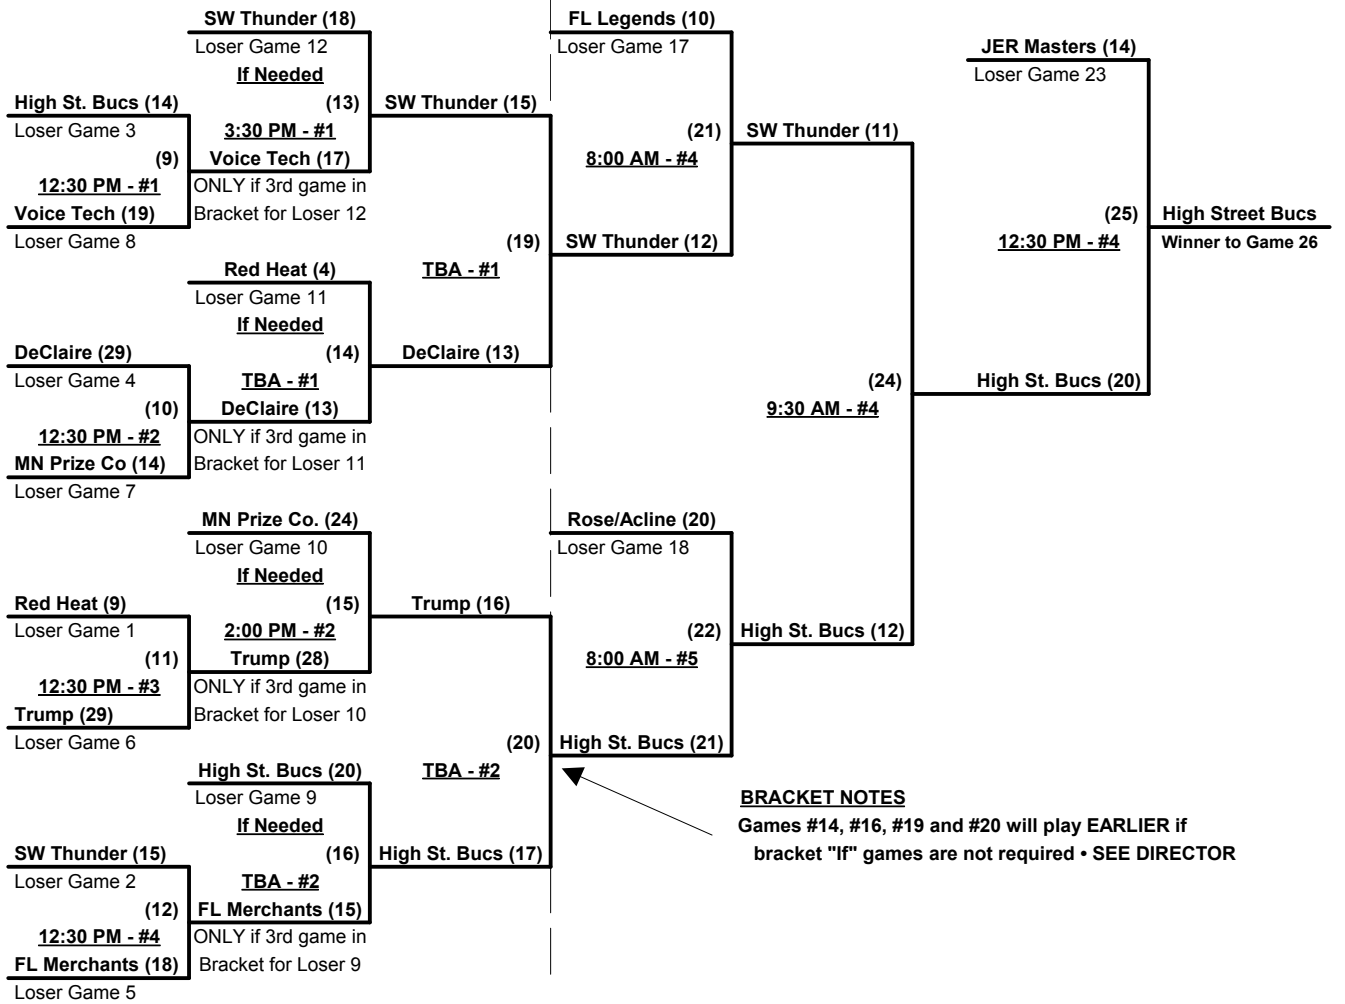 SW Thunder (18)
Loser Game 12
If Needed
High St. Bucs (14)
(13)
Loser Game 3
3:30 PM - #1
(9)
Voice Tech (17)
12:30 PM - #1
ONLY if 3rd game in
Voice Tech (19)
Bracket for Loser 12
Loser Game 8
SW Thunder (15)
Red Heat (4)
Loser Game 11
If Needed
DeClaire (29)
(14)
Loser Game 4
TBA - #1
(10)
DeClaire (13)
12:30 PM - #2
ONLY if 3rd game in
MN Prize Co (14)
Bracket for Loser 11
Loser Game 7
DeClaire (13)
(19)
TBA - #1
MN Prize Co. (24)
Loser Game 10
If Needed
Red Heat (9)
(15)
Loser Game 1
2:00 PM - #2
(11)
Trump (28)
12:30 PM - #3
ONLY if 3rd game in
Trump (29)
Bracket for Loser 10
Loser Game 6
Trump (16)
High St. Bucs (20)
Loser Game 9
If Needed
SW Thunder (15)
(16)
Loser Game 2
TBA - #2
(12)
FL Merchants (15)
12:30 PM - #4
ONLY if 3rd game in
FL Merchants (18)
Bracket for Loser 9
Loser Game 5
High St. Bucs (17)
(20)
TBA - #2
FL Legends (10)
Loser Game 17
(21)
8:00 AM - #4
SW Thunder (12)
SW Thunder (11)
Rose/Acline (20)
Loser Game 18
(22)
8:00 AM - #5
High St. Bucs (21)
High St. Bucs (12)
(24)
9:30 AM - #4
JER Masters (14)
Loser Game 23
(25)
12:30 PM - #4
High St. Bucs (20)
High Street Bucs
Winner to Game 26
BRACKET NOTES
Games #14, #16, #19 and #20 will play EARLIER if
bracket "If" games are not required • SEE DIRECTOR